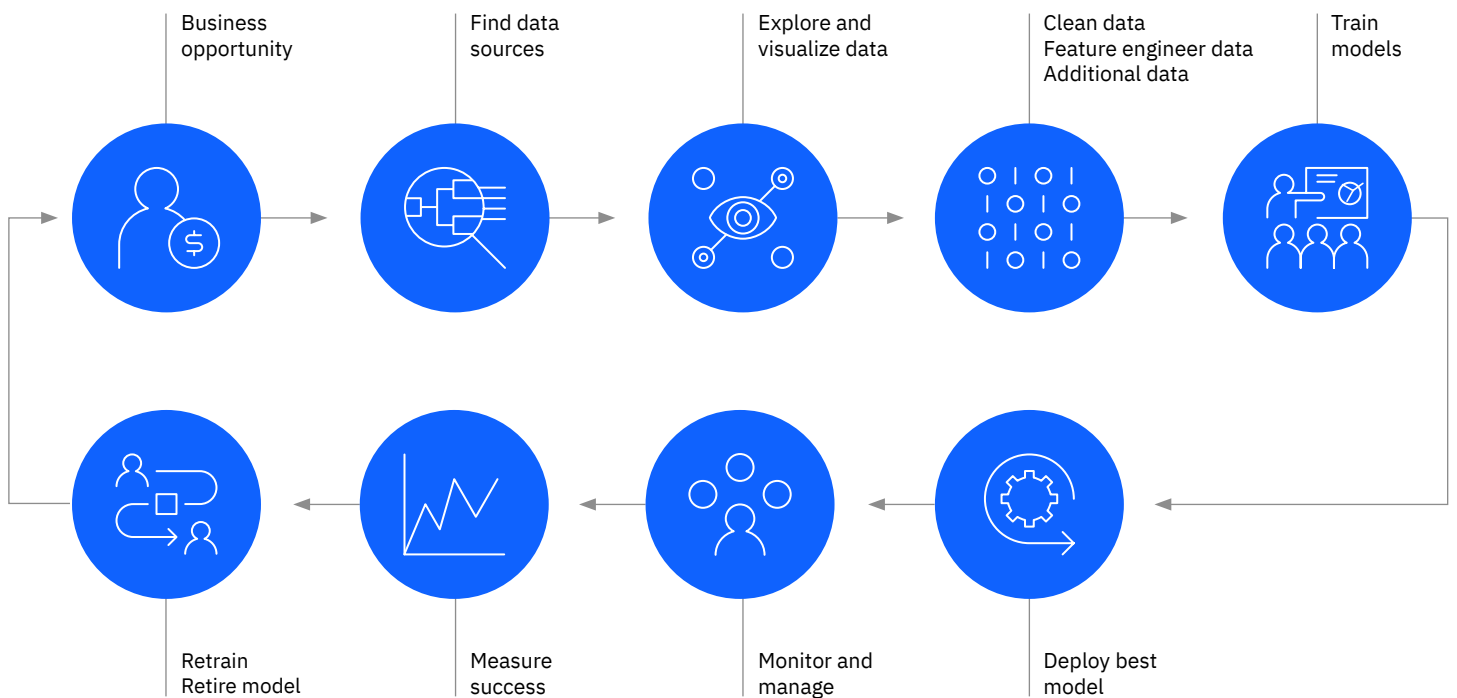 Business
opportunity
Find data
sources
Explore and
visualize data
Clean data
Feature engineer data
Additional data
Train
models
$
Retrain
Retire model
Measure
success
Monitor and
manage
Deploy best
model